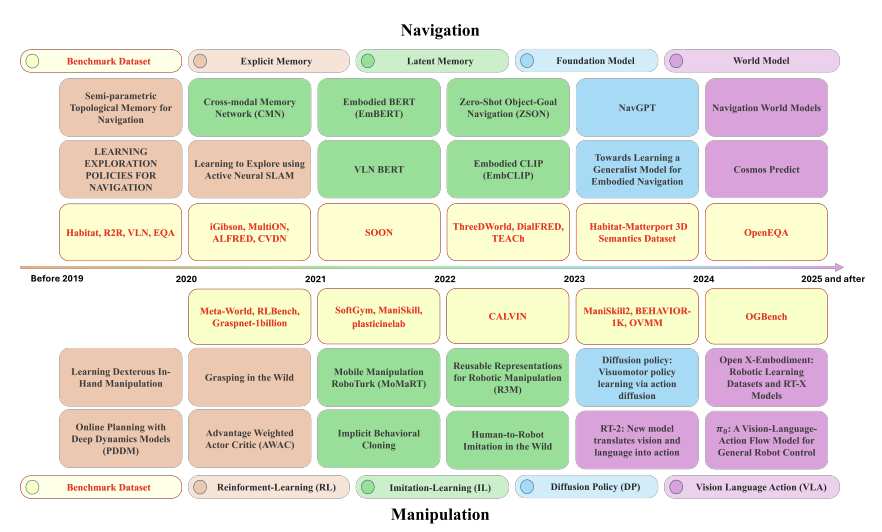 Navigation
Benchmark Dataset
Explicit Memory
Latent Memory
Foundation Model
World Model
Semi-parametric
Topological Memory for
Navigation
Cross-modal Memory
Network (CMN)
Embodied BERT
(EmBERT)
Zero-Shot Object-Goal
Navigation (ZSON)
NavGPT
Navigation World Models
LEARNING
EXPLORATION
POLICIES FOR
NAVIGATION
Learning to Explore using
Active Neural SLAM
VLN BERT
Embodied CLIP
(EmbCLIP)
Towards Learning a
Generalist Model for
Embodied Navigation
Cosmos Predict
Habitat, R2R, VLN, EQA
iGibson, MultiON,
ALFRED, CVDN
SOON
ThreeDWorld, DialFRED,
TEACh
Habitat-Matterport 3D
Semantics Dataset
OpenEQA
Before 2019
2020
2021
2022
2023
2024
2025 and after
Meta-World, RLBench,
Graspnet-1billion
SoftGym, ManiSkill,
plasticinelab
CALVIN
ManiSkill2, BEHAVIOR-
1K, OVMM
OGBench
Learning Dexterous In-
Hand Manipulation
Grasping in the Wild
Mobile Manipulation
RoboTurk (MoMaRT)
Reusable Representations
for Robotic Manipulation
(R3M)
Diffusion policy:
Visuomotor policy
learning via action
diffusion
Open X-Embodiment:
Robotic Learning
Datasets and RT-X
Models
Online Planning with
Deep Dynamics Models
(PDDM)
Advantage Weighted
Actor Critic (AWAC)
Implicit Behavioral
Cloning
Human-to-Robot
Imitation in the Wild
RT-2: New model
translates vision and
language into action
π₀: A Vision-Language-
Action Flow Model for
General Robot Control
Benchmark Dataset
Reinforment-Learning (RL)
Imitation-Learning (IL)
Diffusion Policy (DP)
Vision Language Action (VLA)
Manipulation